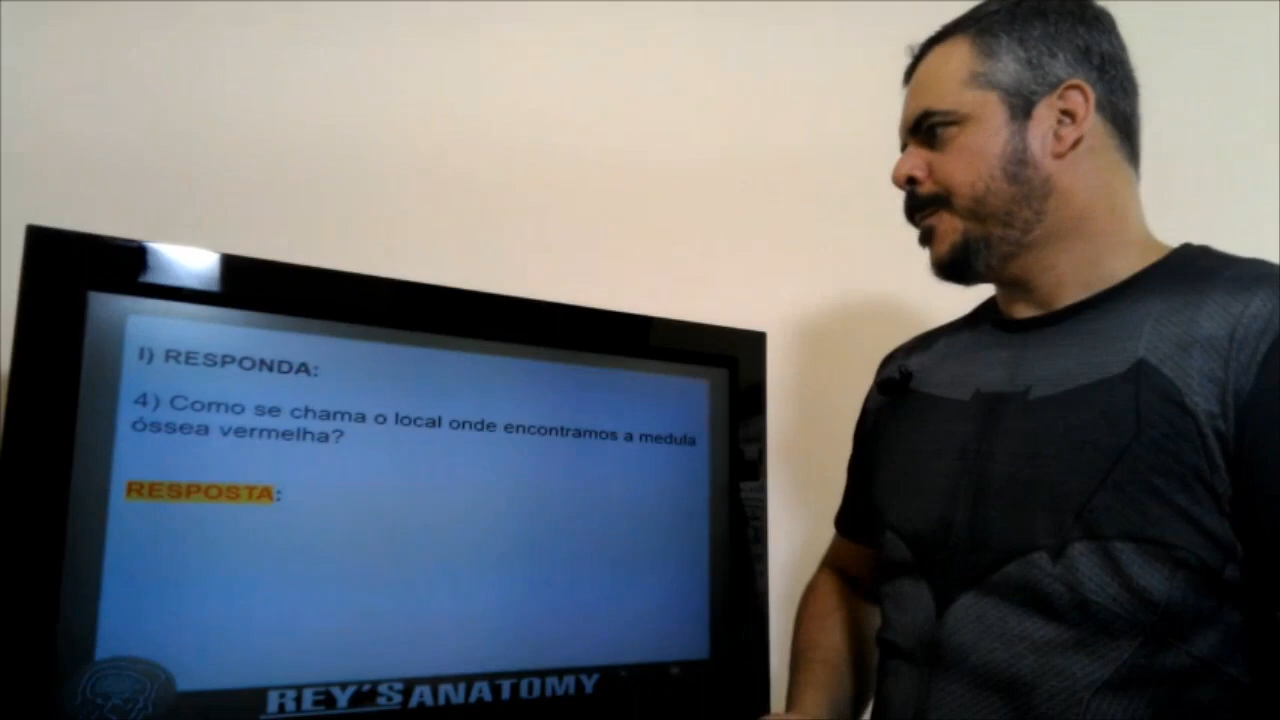 I) RESPONDA:
4) Como se chama o local onde encontramos a medula
óssea vermelha?
RESPOSTA:
REY'S ANATOMY